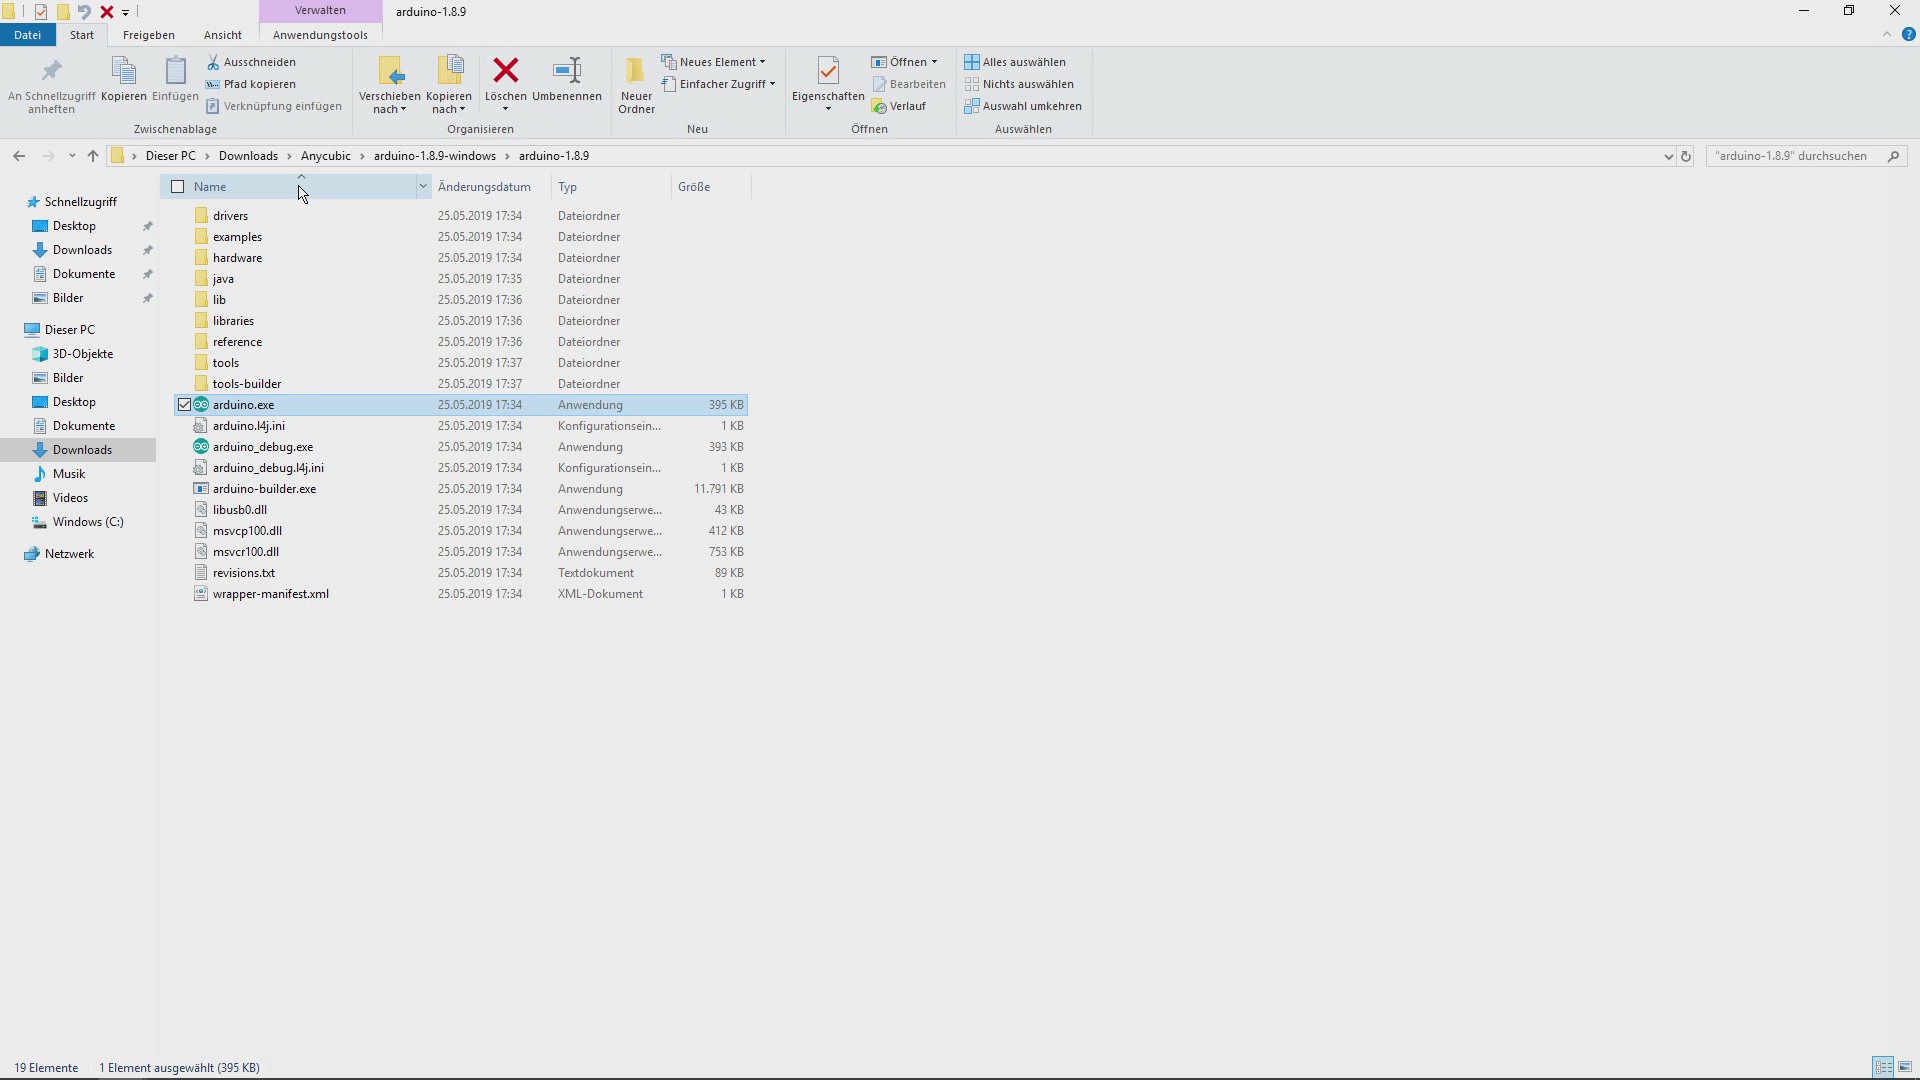 Verwalten
arduino-1.8.9
Datei Start Freigeben Ansicht Anwendungstools
An Schnellzugriff anheften
Kopieren
Einfügen
Ausschneiden
Pfad kopieren
Verknüpfung einfügen
Zwischenablage
Verschieben nach
Kopieren nach
Löschen
Umbenennen
Organisieren
Neuer Ordner
Neues Element
Einfacher Zugriff
Neu
Eigenschaften
Öffnen
Bearbeiten
Verlauf
Öffnen
Alles auswählen
Nichts auswählen
Auswahl umkehren
Auswählen
Dieser PC > Downloads > Anycubic > arduino-1.8.9-windows > arduino-1.8.9
"arduino-1.8.9" durchsuchen
Schnellzugriff
Desktop
Downloads
Dokumente
Bilder
Dieser PC
3D-Objekte
Bilder
Desktop
Dokumente
Downloads
Musik
Videos
Windows (C:)
Netzwerk
Name Änderungsdatum Typ Größe
drivers 25.05.2019 17:34 Dateiordner
examples 25.05.2019 17:34 Dateiordner
hardware 25.05.2019 17:34 Dateiordner
java 25.05.2019 17:35 Dateiordner
lib 25.05.2019 17:36 Dateiordner
libraries 25.05.2019 17:36 Dateiordner
reference 25.05.2019 17:36 Dateiordner
tools 25.05.2019 17:37 Dateiordner
tools-builder 25.05.2019 17:37 Dateiordner
arduino.exe 25.05.2019 17:34 Anwendung 395 KB
arduino.l4j.ini 25.05.2019 17:34 Konfigurationsein... 1 KB
arduino_debug.exe 25.05.2019 17:34 Anwendung 393 KB
arduino_debug.l4j.ini 25.05.2019 17:34 Konfigurationsein... 1 KB
arduino-builder.exe 25.05.2019 17:34 Anwendung 11.791 KB
libusb0.dll 25.05.2019 17:34 Anwendungserwe... 43 KB
msvcp100.dll 25.05.2019 17:34 Anwendungserwe... 412 KB
msvcr100.dll 25.05.2019 17:34 Anwendungserwe... 753 KB
revisions.txt 25.05.2019 17:34 Textdokument 89 KB
wrapper-manifest.xml 25.05.2019 17:34 XML-Dokument 1 KB
19 Elemente 1 Element ausgewählt (395 KB)